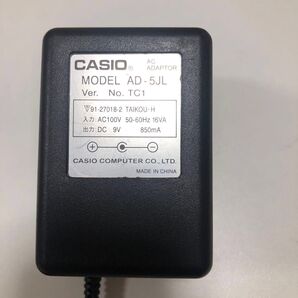 CASIO® AC ADAPTOR
MODEL AD-5JL
Ver. No. TC1
91-27018-2 TAIKOU-H
入力: AC100V 50-60Hz 16VA
出力: DC 9V 850mA
CASIO COMPUTER CO., LTD.
MADE IN CHINA